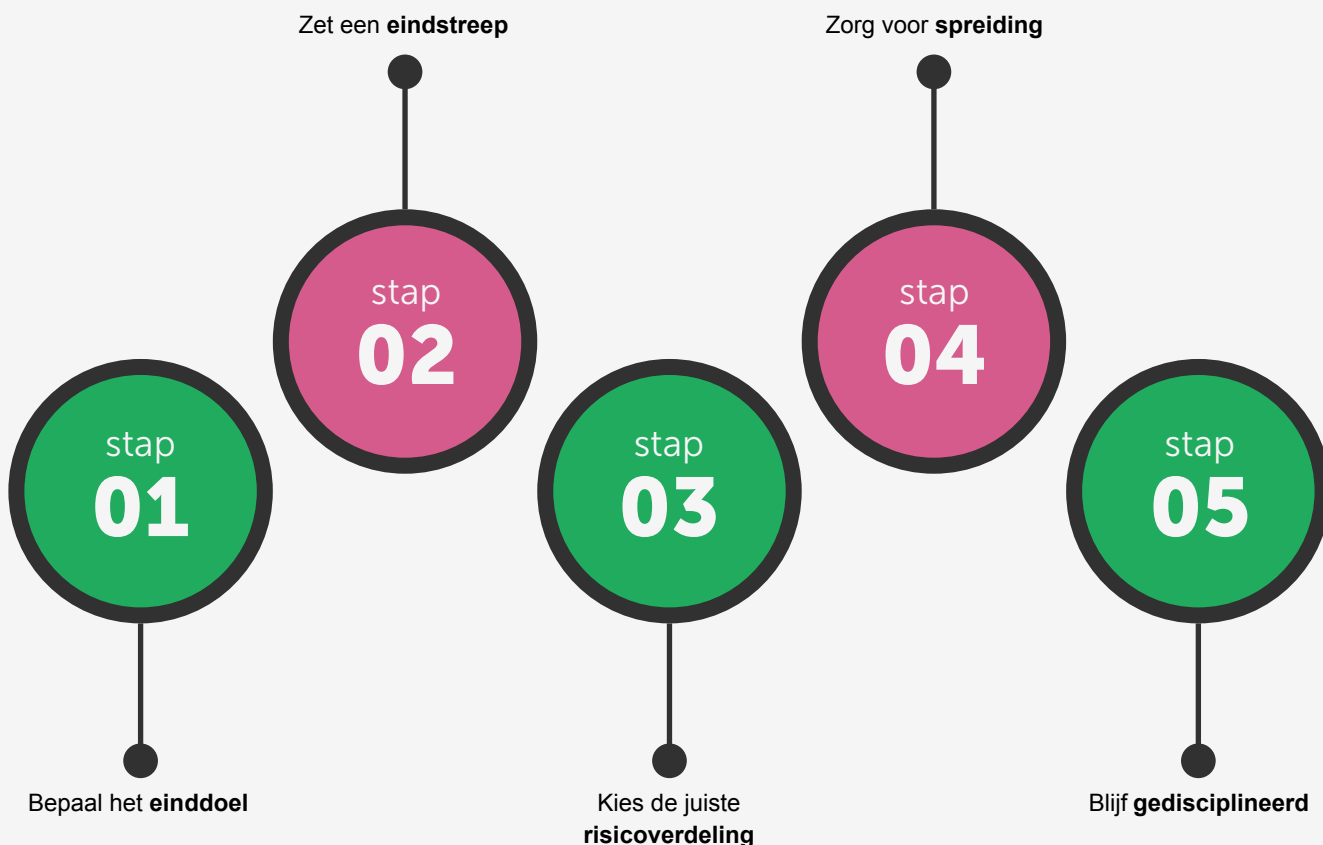 Zet een eindstreep
Zorg voor spreiding
stap
02
stap
04
stap
01
stap
03
stap
05
Bepaal het einddoel
Kies de juiste
risicoverdeling
Blijf gedisciplineerd